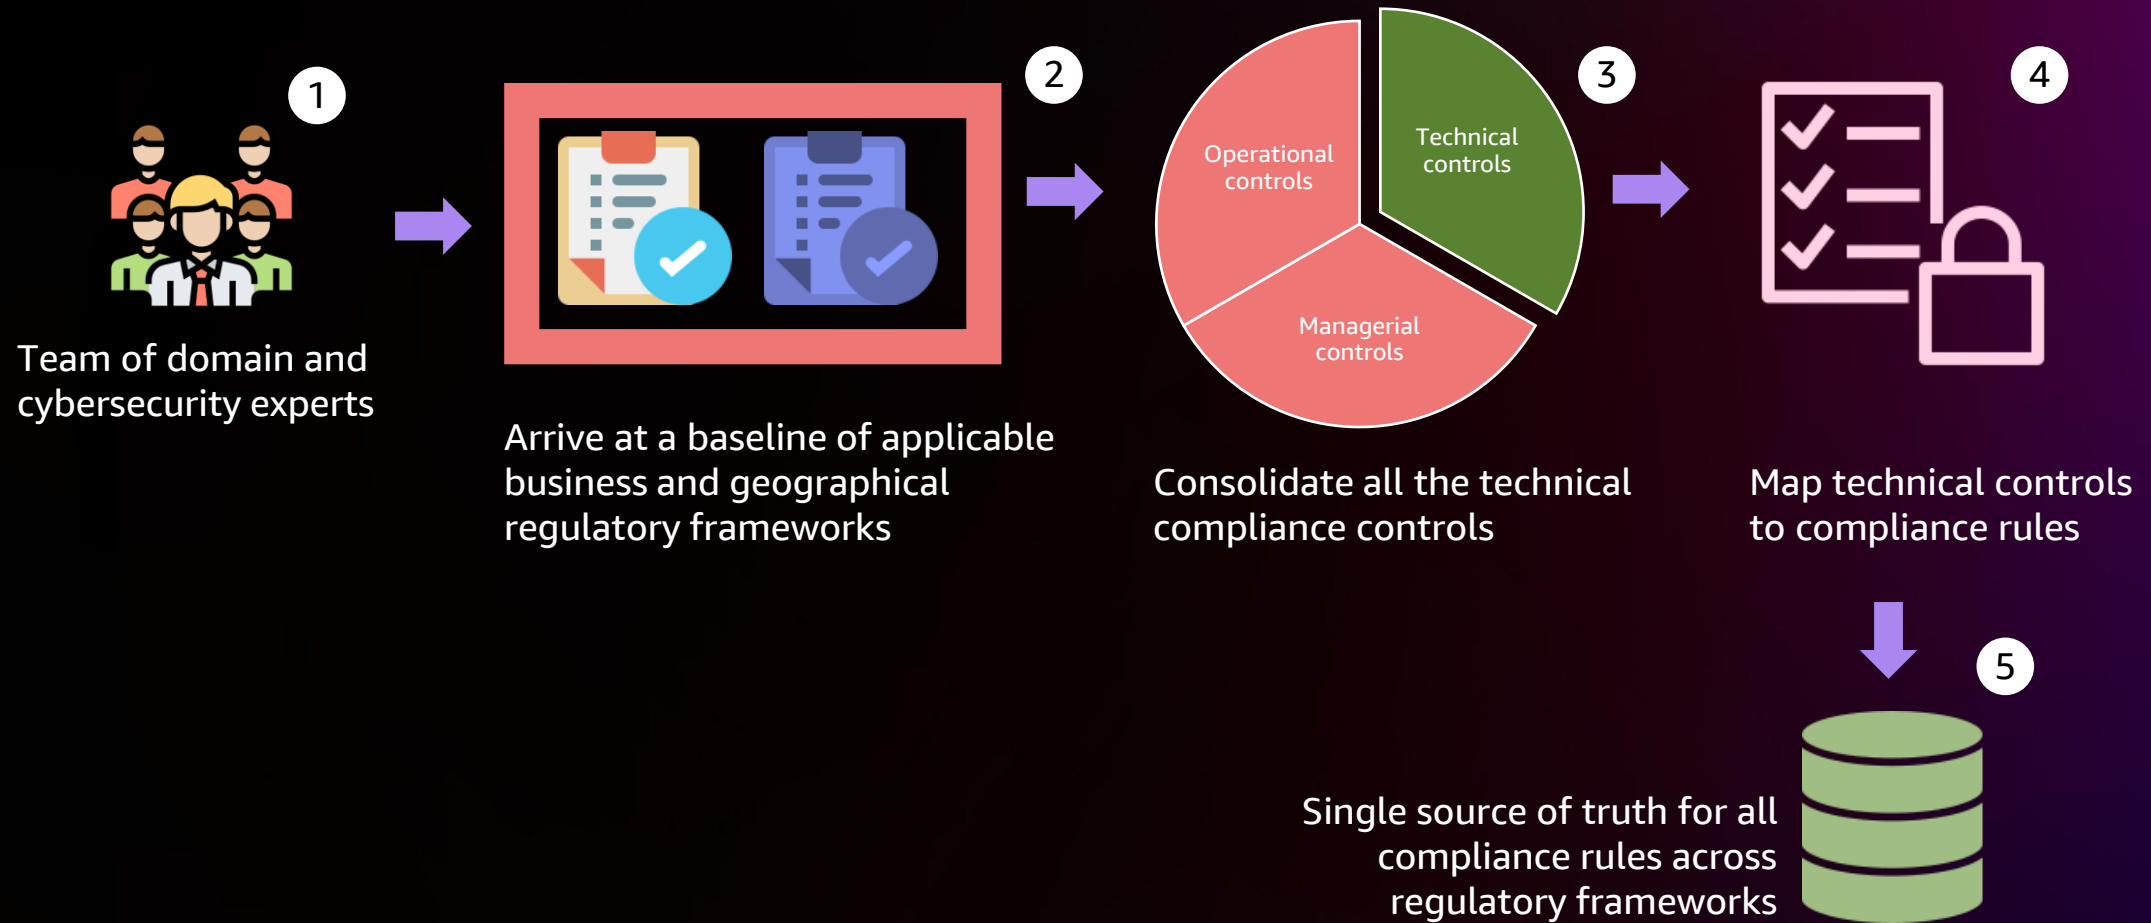 1
Team of domain and
cybersecurity experts
2
Arrive at a baseline of applicable
business and geographical
regulatory frameworks
3
Operational
controls
Technical
controls
Managerial
controls
Consolidate all the technical
compliance controls
4
Map technical controls
to compliance rules
5
Single source of truth for all
compliance rules across
regulatory frameworks